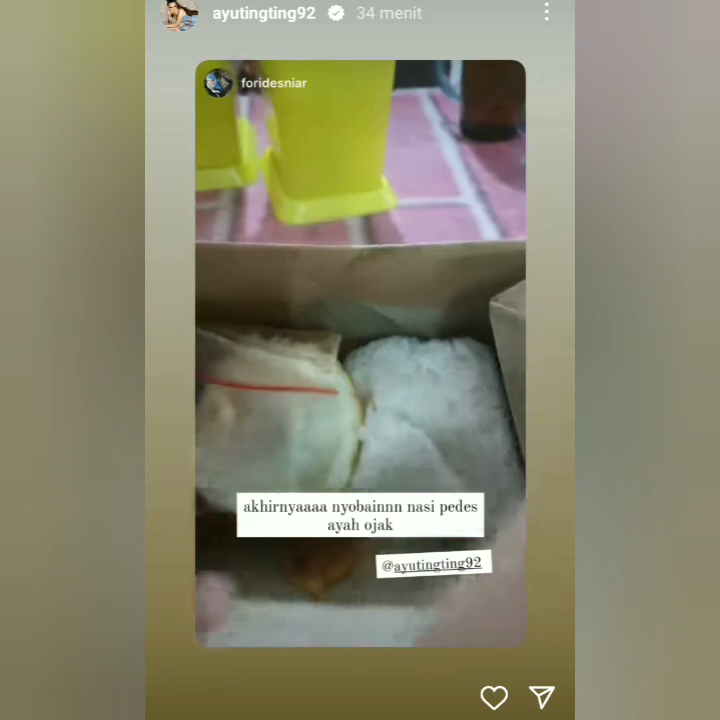 ayutingting92 34 menit
foridesniar
akhirnyaaaa nyobainnn nasi pedes
ayah ojak
@ayutingting92